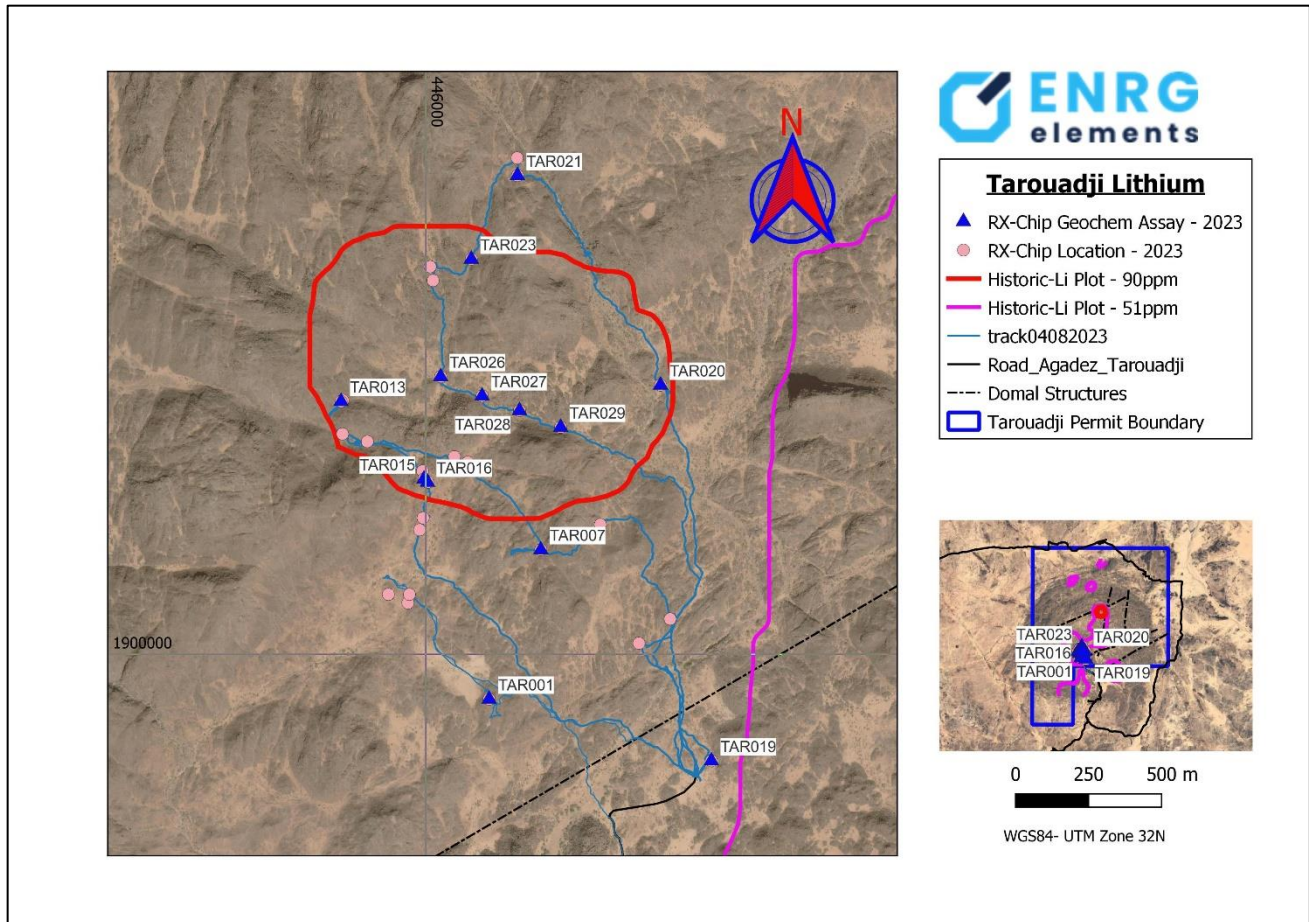 446000
TAR021
N
TAR023
TAR026
TAR027
TAR013
TAR020
TAR028
TAR029
TAR015
TAR016
TAR007
1900000
TAR001
TAR019
ENRG
elements
Tarouadji Lithium
RX-Chip Geochem Assay - 2023
RX-Chip Location - 2023
Historic-Li Plot - 90ppm
Historic-Li Plot - 51ppm
track04082023
Road_Agadez_Tarouadji
Domal Structures
Tarouadji Permit Boundary
TAR023
TAR020
TAR016
TAR001
TAR019
0 250 500 m
WGS84- UTM Zone 32N